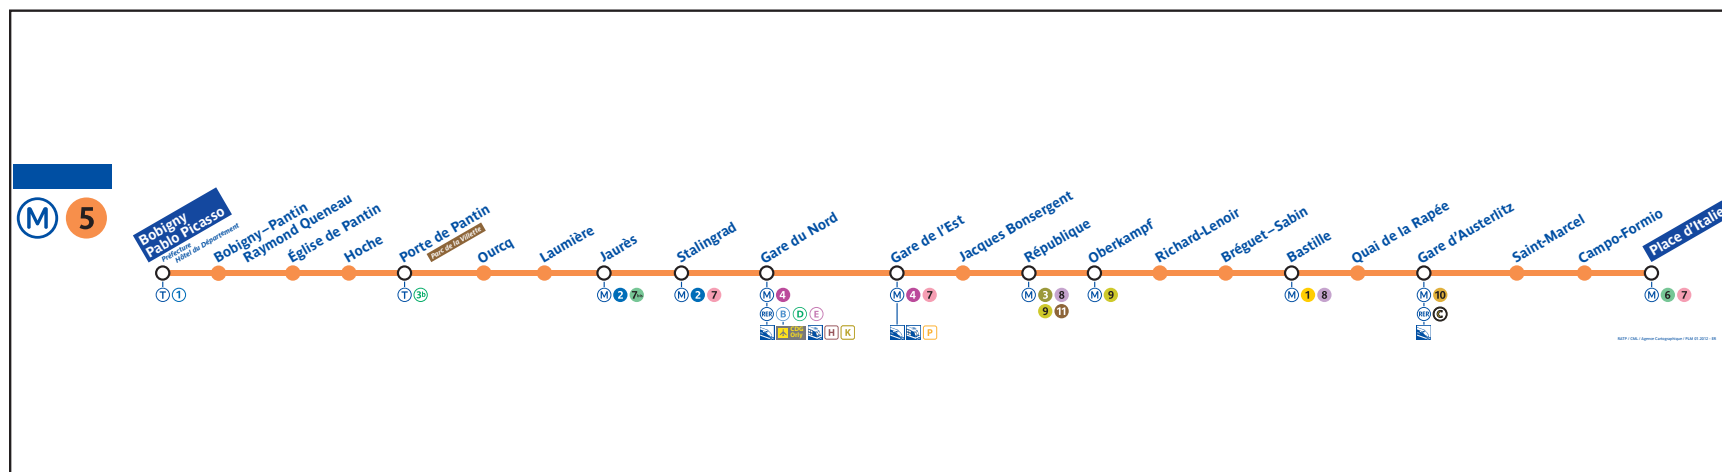 M 5
Bobigny
Pablo Picasso
Préfecture
Hôtel du Département
Bobigny–Pantin
Raymond Queneau
Église de Pantin
Hoche
Porte de Pantin
Parc de la Villette
Ourcq
Laumière
Jaurès
Stalingrad
Gare du Nord
Gare de l'Est
Jacques Bonsergent
République
Oberkampf
Richard-Lenoir
Bréguet–Sabin
Bastille
Quai de la Rapée
Gare d'Austerlitz
Saint-Marcel
Campo-Formio
Place d'Italie
T 1
T 3b
M 2 7bis
M 2 7
M 4
RER B D E
CDG
Orly
H K
M 4 7
P
M 3 8
9 11
M 9
M 1 8
M 10
RER C
M 6 7